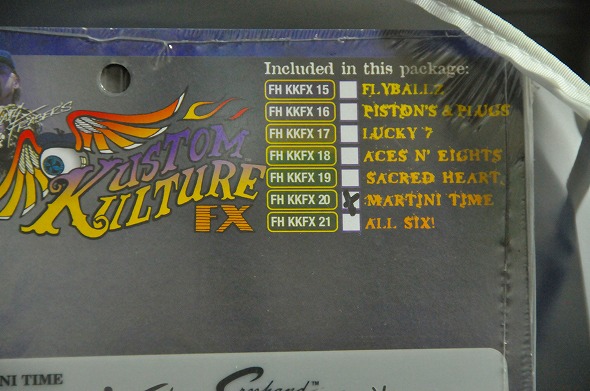 Included in this package:
FH KKFX 15 FLYBALLZ
FH KKFX 16 PISTON'S & PLUGS
FH KKFX 17 LUCKY 7
FH KKFX 18 ACES N' EIGHTS
FH KKFX 19 SACRED HEART
FH KKFX 20 MARTINI TIME
FH KKFX 21 ALL SIX!
KUSTOM
KULTURE
FX
NI TIME